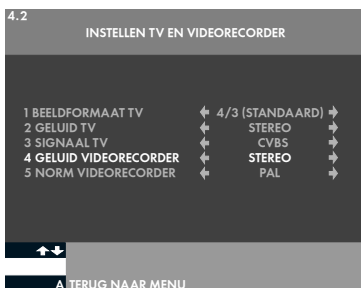 4.2
INSTELLEN TV EN VIDEORECORDER
1 BEELDFORMAAT TV 4/3 (STANDAARD)
2 GELUID TV STEREO
3 SIGNAAL TV CVBS
4 GELUID VIDEORECORDER STEREO
5 NORM VIDEORECORDER PAL
A TERUG NAAR MENU